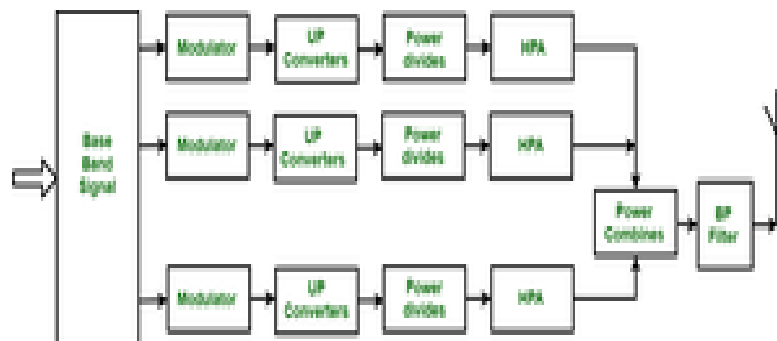 Base
Band
Signal
Modulator
UP
Converters
Power
divides
HPA
Modulator
UP
Converters
Power
divides
HPA
Power
Combines
BP
Filter
Modulator
UP
Converters
Power
divides
HPA